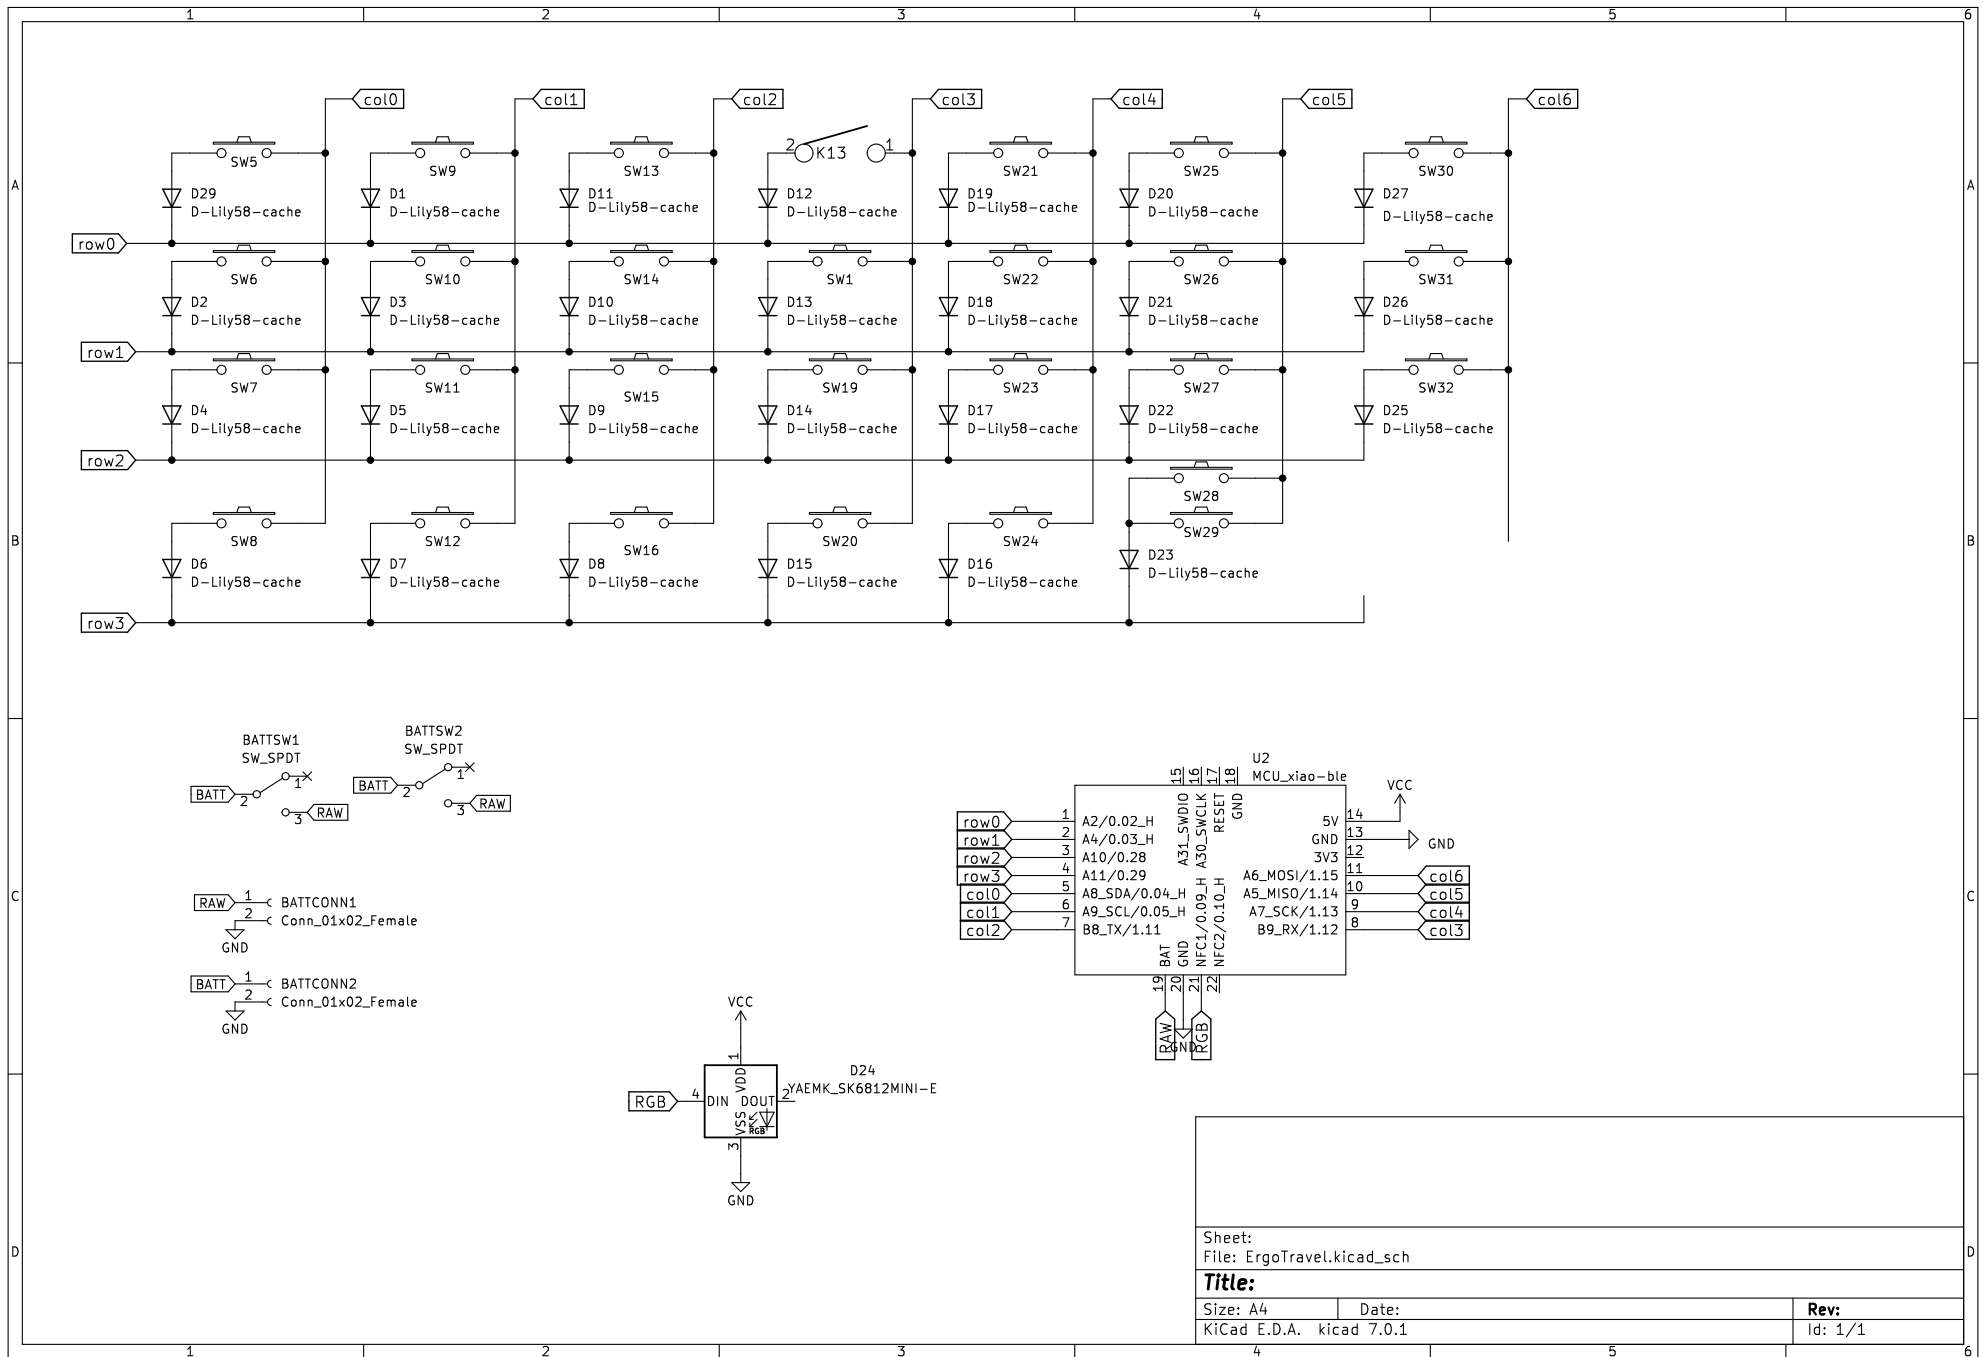 1 2 3 4 5 6
col0 col1 col2 col3 col4 col5 col6
SW5 SW9 SW13 2 K13 1 SW21 SW25 SW30
A A
D29 D1 D11 D12 D19 D20 D27
D-Lily58-cache D-Lily58-cache D-Lily58-cache D-Lily58-cache D-Lily58-cache D-Lily58-cache D-Lily58-cache
row0
SW6 SW10 SW14 SW1 SW22 SW26 SW31
D2 D3 D10 D13 D18 D21 D26
D-Lily58-cache D-Lily58-cache D-Lily58-cache D-Lily58-cache D-Lily58-cache D-Lily58-cache D-Lily58-cache
row1
SW7 SW11 SW15 SW19 SW23 SW27 SW32
D4 D5 D9 D14 D17 D22 D25
D-Lily58-cache D-Lily58-cache D-Lily58-cache D-Lily58-cache D-Lily58-cache D-Lily58-cache D-Lily58-cache
row2
SW28
B B
SW8 SW12 SW16 SW20 SW24 SW29
D6 D7 D8 D15 D16 D23
D-Lily58-cache D-Lily58-cache D-Lily58-cache D-Lily58-cache D-Lily58-cache D-Lily58-cache
row3
BATTSW1
SW_SPDT
BATT 2 1 3 RAW
BATTSW2
SW_SPDT
BATT 2 1 3 RAW
U2
MCU_xiao-ble
15 16 17 18
A31_SWDIO A30_SWCLK RESET GND
row0 1 A2/0.02_H
row1 2 A4/0.03_H
row2 3 A10/0.28
row3 4 A11/0.29
col0 5 A8_SDA/0.04_H
col1 6 A9_SCL/0.05_H
col2 7 B8_TX/1.11
5V 14 VCC
GND 13 GND
3V3 12
A6_MOSI/1.15 11 col6
A5_MISO/1.14 10 col5
A7_SCK/1.13 9 col4
B9_RX/1.12 8 col3
BAT GND NFC1/0.09_H NFC2/0.10_H
19 20 21 22
RAW GND RGB
C C
RAW 1 BATTCONN1
2 Conn_01x02_Female
GND
BATT 1 BATTCONN2
2 Conn_01x02_Female
GND
VCC
1
VDD
D24
YAEMK_SK6812MINI-E
RGB 4 DIN DOUT 2
VSS RGB
3
GND
D D
Sheet:
File: ErgoTravel.kicad_sch
Title:
Size: A4 Date: Rev:
KiCad E.D.A. kicad 7.0.1 Id: 1/1
1 2 3 4 5 6